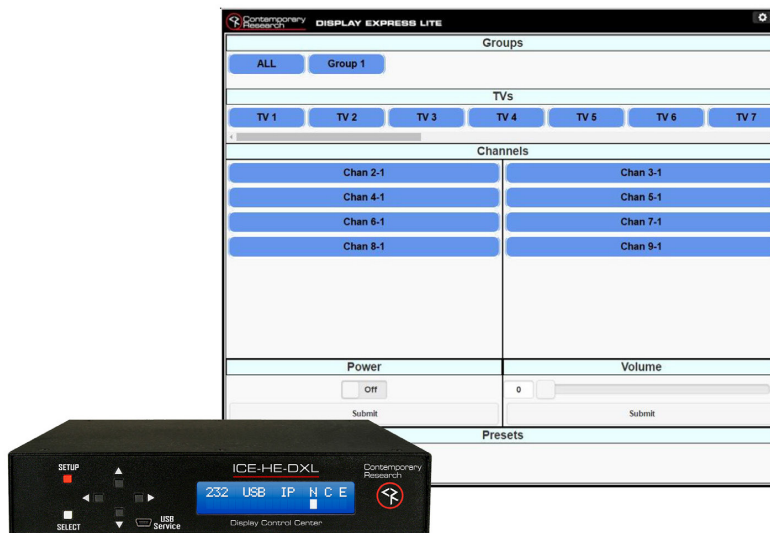 Contemporary Research DISPLAY EXPRESS LITE
Groups
ALL Group 1
TVs
TV 1 TV 2 TV 3 TV 4 TV 5 TV 6 TV 7
Channels
Chan 2-1 Chan 3-1
Chan 4-1 Chan 5-1
Chan 6-1 Chan 7-1
Chan 8-1 Chan 9-1
Power Volume
Off 0
Submit Submit
Presets
SETUP
SELECT
USB Service
ICE-HE-DXL
232 USB IP N C E
Display Control Center
Contemporary
Research